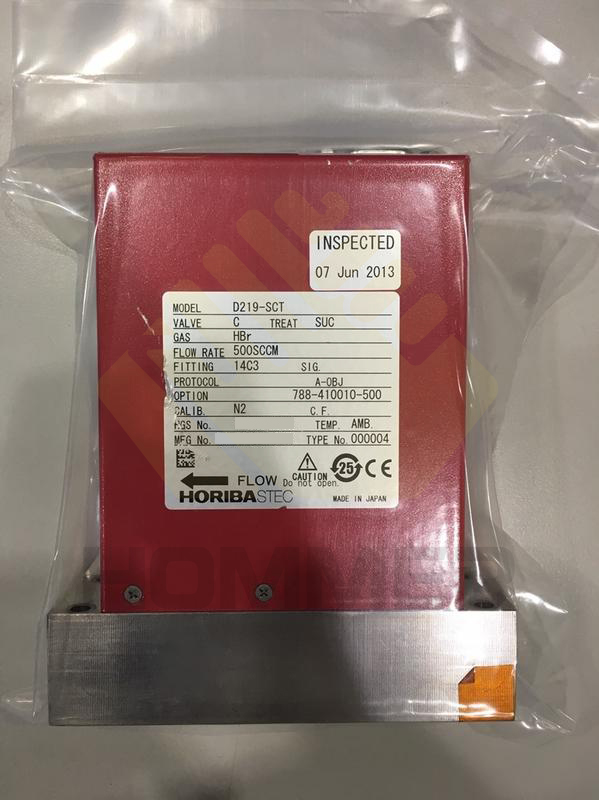 INSPECTED
07 Jun 2013
MODEL D219-SCT
VALVE C TREAT SUC
GAS HBr
FLOW RATE 500SCCM
FITTING 14C3 SIG.
PROTOCOL A-OBJ
OPTION 788-410010-500
CALIB. N2 C.F.
No. TEMP. AMB.
MFG No. TYPE No. 000004
25 CE
FLOW CAUTION Do not open.
HORIBASTEC MADE IN JAPAN